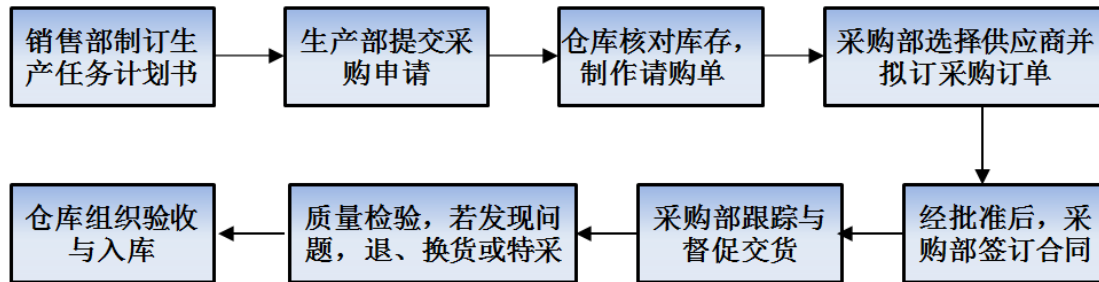 销售部制订生
产任务计划书
生产部提交采
购申请
仓库核对库存，
制作请购单
采购部选择供应商并
拟订采购订单
经批准后，采
购部签订合同
采购部跟踪与
督促交货
质量检验，若发现问
题，退、换货或特采
仓库组织验收
与入库